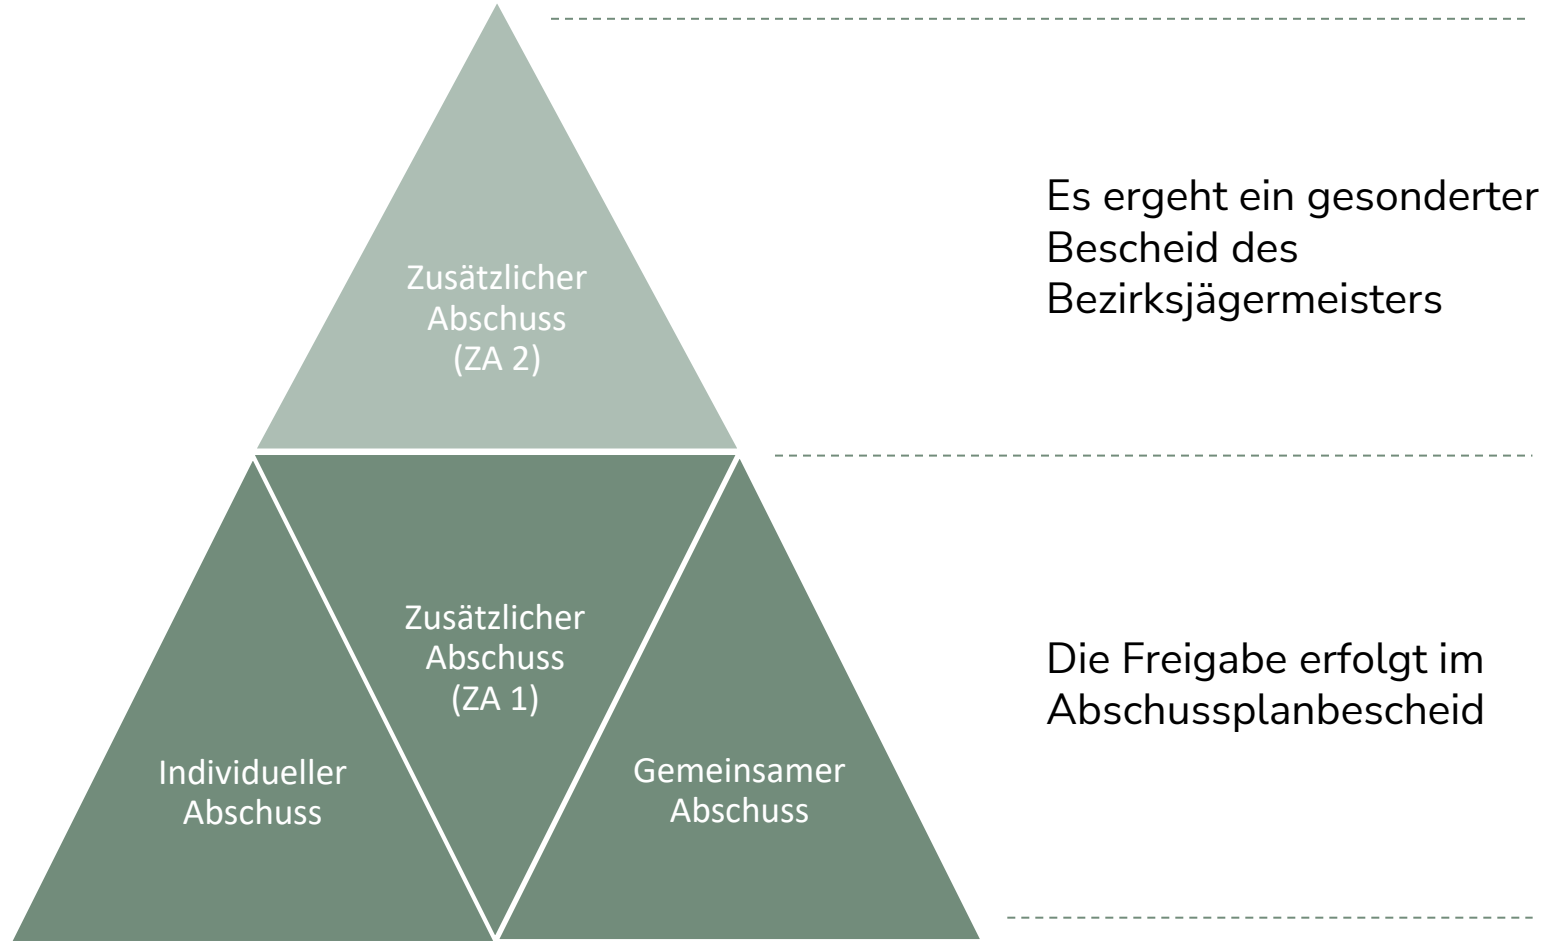 Zusätzlicher
Abschuss
(ZA 2)
Es ergeht ein gesonderter
Bescheid des
Bezirksjägermeisters
Zusätzlicher
Abschuss
(ZA 1)
Individueller
Abschuss
Gemeinsamer
Abschuss
Die Freigabe erfolgt im
Abschussplanbescheid